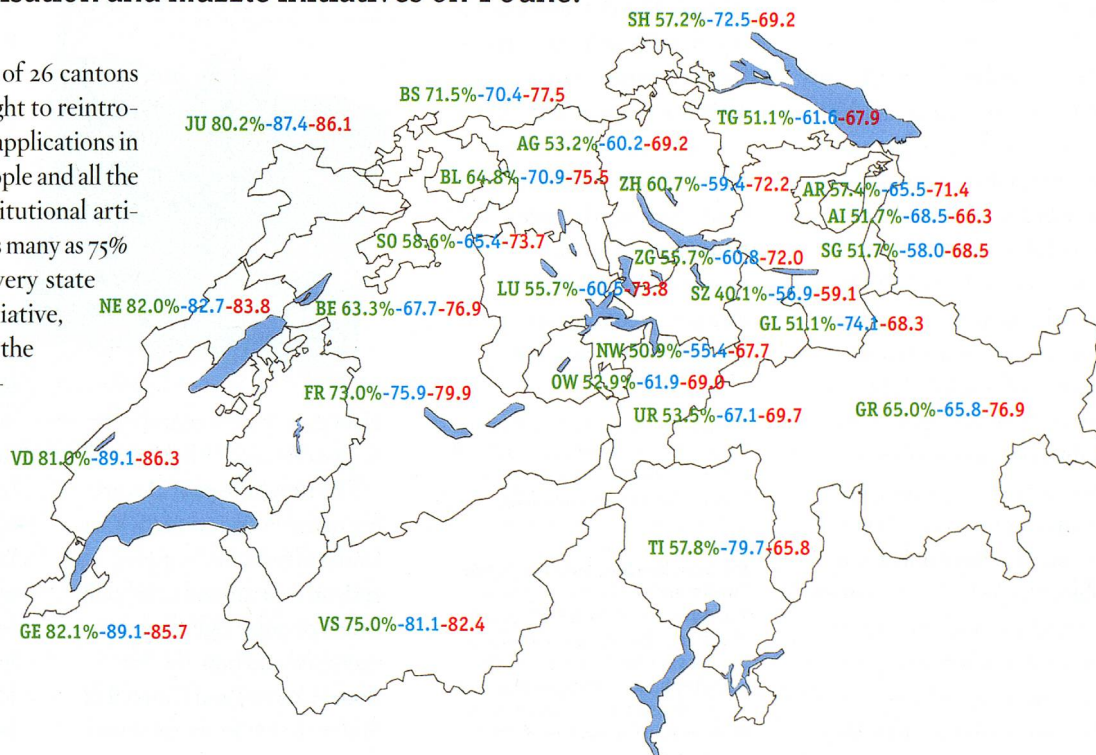 isation and muzzle initiatives on 1 June:
of 26 cantons
ght to reintro-
applications in
ople and all the
titutional arti-
s many as 75%
very state
iative,
the
SH 57.2%-72.5-69.2
BS 71.5%-70.4-77.5
JU 80.2%-87.4-86.1
TG 51.1%-61.6-67.9
AG 53.2%-60.2-69.2
BL 64.8%-70.9-75.5
ZH 60.7%-59.4-72.2
AR 57.4%-65.5-71.4
AI 51.7%-68.5-66.3
SO 58.6%-65.4-73.7
SG 51.7%-58.0-68.5
ZG 56.7%-60.8-72.0
LU 55.7%-60.5-73.8
SZ 40.1%-56.9-59.1
NE 82.0%-82.7-83.8
BE 63.3%-67.7-76.9
GL 51.1%-74.1-68.3
NW 50.9%-55.4-67.7
OW 52.9%-61.9-69.0
FR 73.0%-75.9-79.9
UR 53.5%-67.1-69.7
GR 65.0%-65.8-76.9
VD 81.0%-89.1-86.3
TI 57.8%-79.7-65.8
GE 82.1%-89.1-85.7
VS 75.0%-81.1-82.4